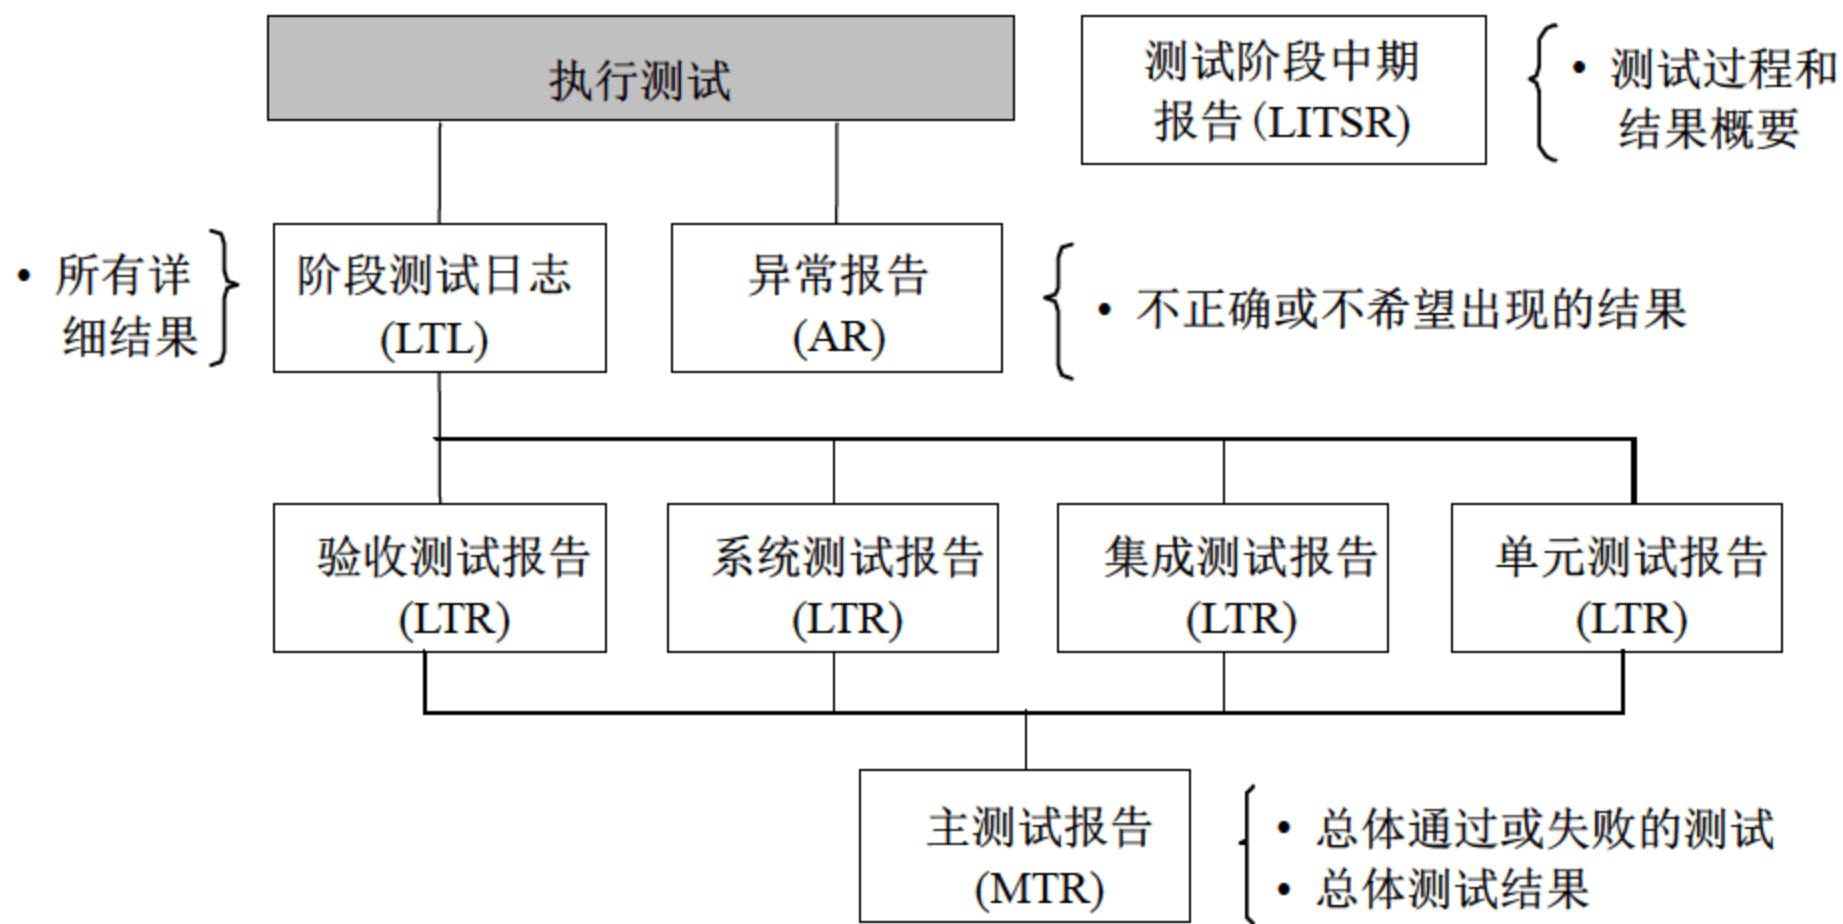 执行测试
测试阶段中期
报告(LITSR)
• 测试过程和
结果概要
• 所有详
细结果
阶段测试日志
(LTL)
异常报告
(AR)
• 不正确或不希望出现的结果
验收测试报告
(LTR)
系统测试报告
(LTR)
集成测试报告
(LTR)
单元测试报告
(LTR)
主测试报告
(MTR)
• 总体通过或失败的测试
• 总体测试结果